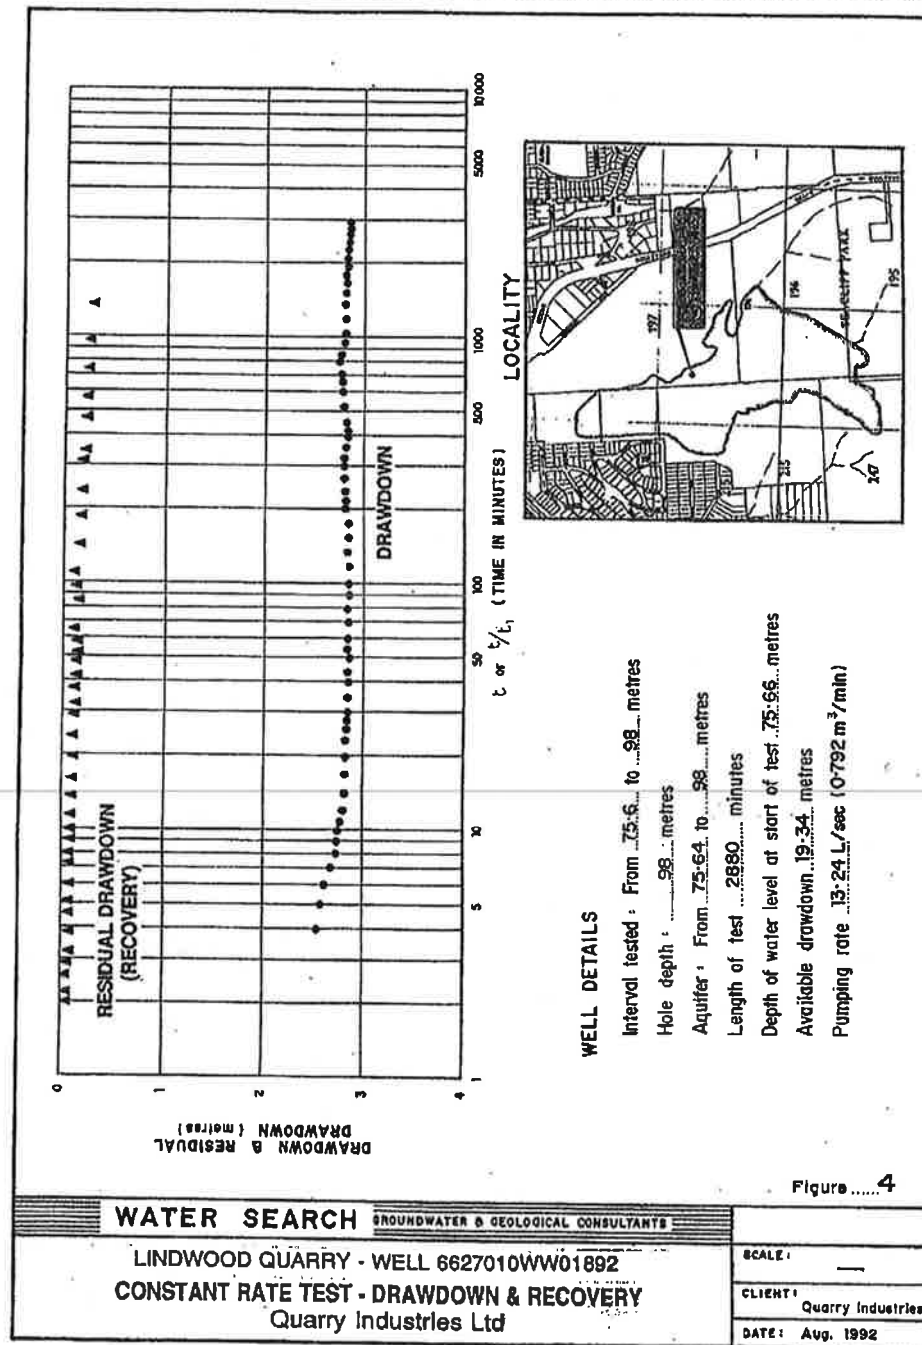 RESIDUAL DRAWDOWN
(RECOVERY)
DRAWDOWN
DRAWDOWN & RESIDUAL
DRAWDOWN (metres)
0
1
2
3
4
1
5
10
50
100
500
1000
5000
10000
t or t/t₁ (TIME IN MINUTES)
LOCALITY
197
196
195
215
217
WELL DETAILS
Interval tested : From 75·6 to 98 metres
Hole depth : 98 metres
Aquifer : From 75·64 to 98 metres
Length of test 2880 minutes
Depth of water level at start of test 75·66 metres
Available drawdown 19·34 metres
Pumping rate 13·24 L/sec (0·792 m³/min)
Figure......4
WATER SEARCH GROUNDWATER & GEOLOGICAL CONSULTANTS
LINDWOOD QUARRY - WELL 6627010WW01892
CONSTANT RATE TEST - DRAWDOWN & RECOVERY
Quarry Industries Ltd
SCALE :
CLIENT :
Quarry Industries
DATE : Aug. 1992